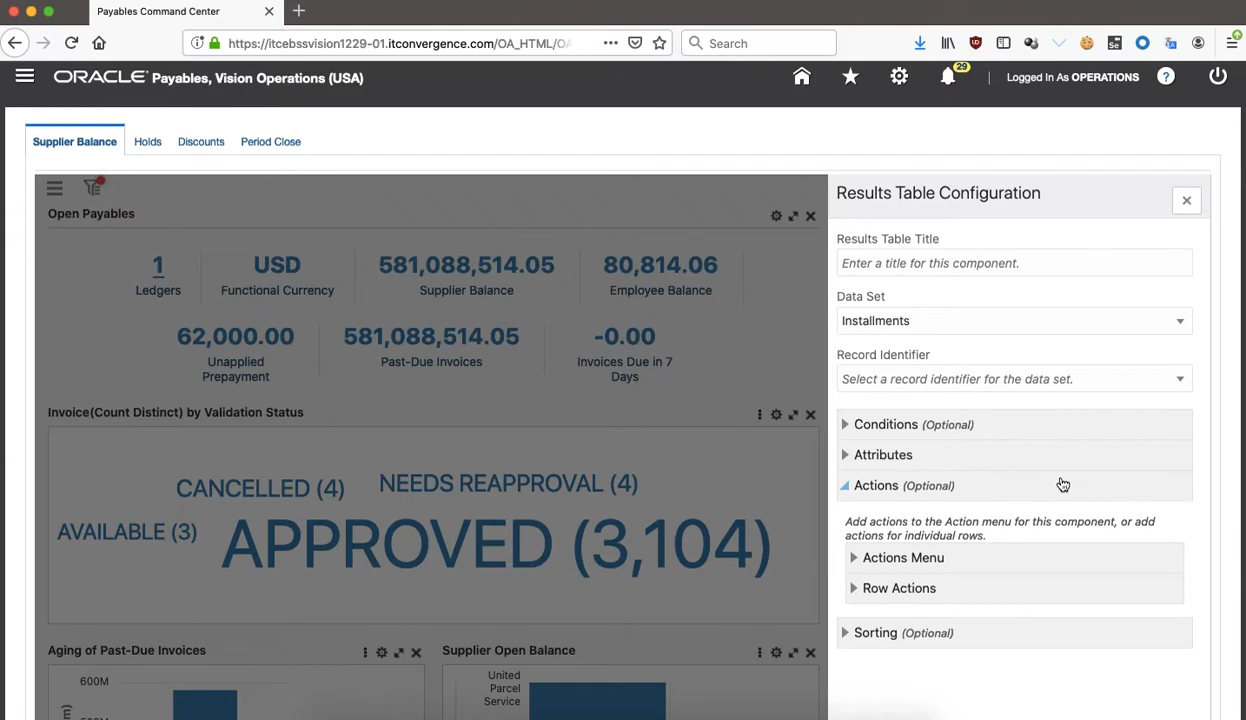 Payables Command Center
https://itcebssvision1229-01.itconvergence.com/OA_HTML/OA
Search
ORACLE® Payables, Vision Operations (USA)
29
Logged In As OPERATIONS
Supplier Balance
Holds
Discounts
Period Close
Open Payables
1
Ledgers
USD
Functional Currency
581,088,514.05
Supplier Balance
80,814.06
Employee Balance
62,000.00
Unapplied
Prepayment
581,088,514.05
Past-Due Invoices
-0.00
Invoices Due in 7
Days
Invoice(Count Distinct) by Validation Status
CANCELLED (4)
NEEDS REAPPROVAL (4)
AVAILABLE (3)
APPROVED (3,104)
Aging of Past-Due Invoices
600M
Supplier Open Balance
United
Parcel
Service
Results Table Configuration
Results Table Title
Enter a title for this component.
Data Set
Installments
Record Identifier
Select a record identifier for the data set.
Conditions (Optional)
Attributes
Actions (Optional)
Add actions to the Action menu for this component, or add
actions for individual rows.
Actions Menu
Row Actions
Sorting (Optional)